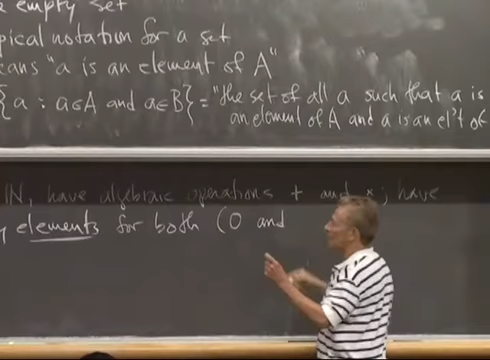 empty set
pical notation for a set
eans "a is an element of A"
{a : a∈A and a∈B} = "the set of all a such that a is
an element of A and a is an el't of
IN, have algebraic operations + and ×; have
y elements for both (0 and